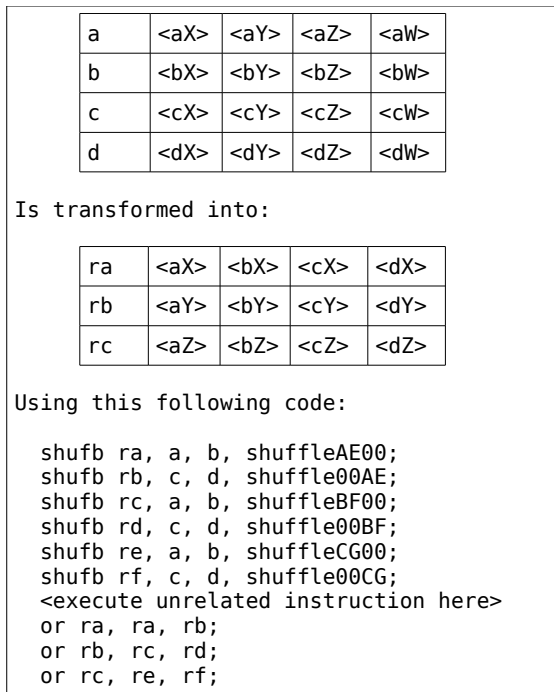 a <aX> <aY> <aZ> <aW>
b <bX> <bY> <bZ> <bW>
c <cX> <cY> <cZ> <cW>
d <dX> <dY> <dZ> <dW>
Is transformed into:
ra <aX> <bX> <cX> <dX>
rb <aY> <bY> <cY> <dY>
rc <aZ> <bZ> <cZ> <dZ>
Using this following code:
shufb ra, a, b, shuffleAE00;
shufb rb, c, d, shuffle00AE;
shufb rc, a, b, shuffleBF00;
shufb rd, c, d, shuffle00BF;
shufb re, a, b, shuffleCG00;
shufb rf, c, d, shuffle00CG;
<execute unrelated instruction here>
or ra, ra, rb;
or rb, rc, rd;
or rc, re, rf;